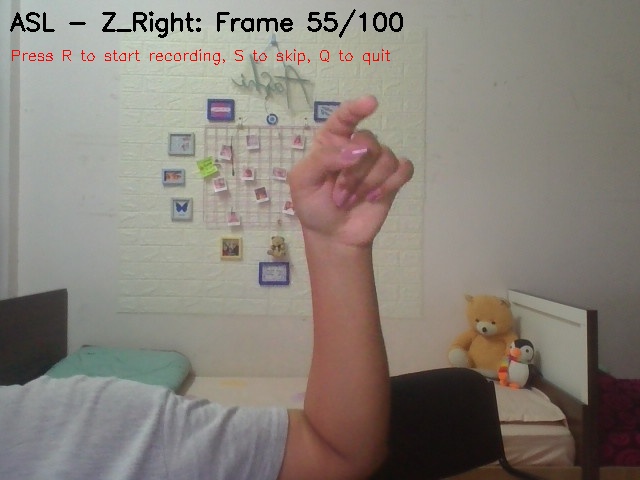 ASL - Z_Right: Frame 55/100
Press R to start recording, S to skip, Q to quit